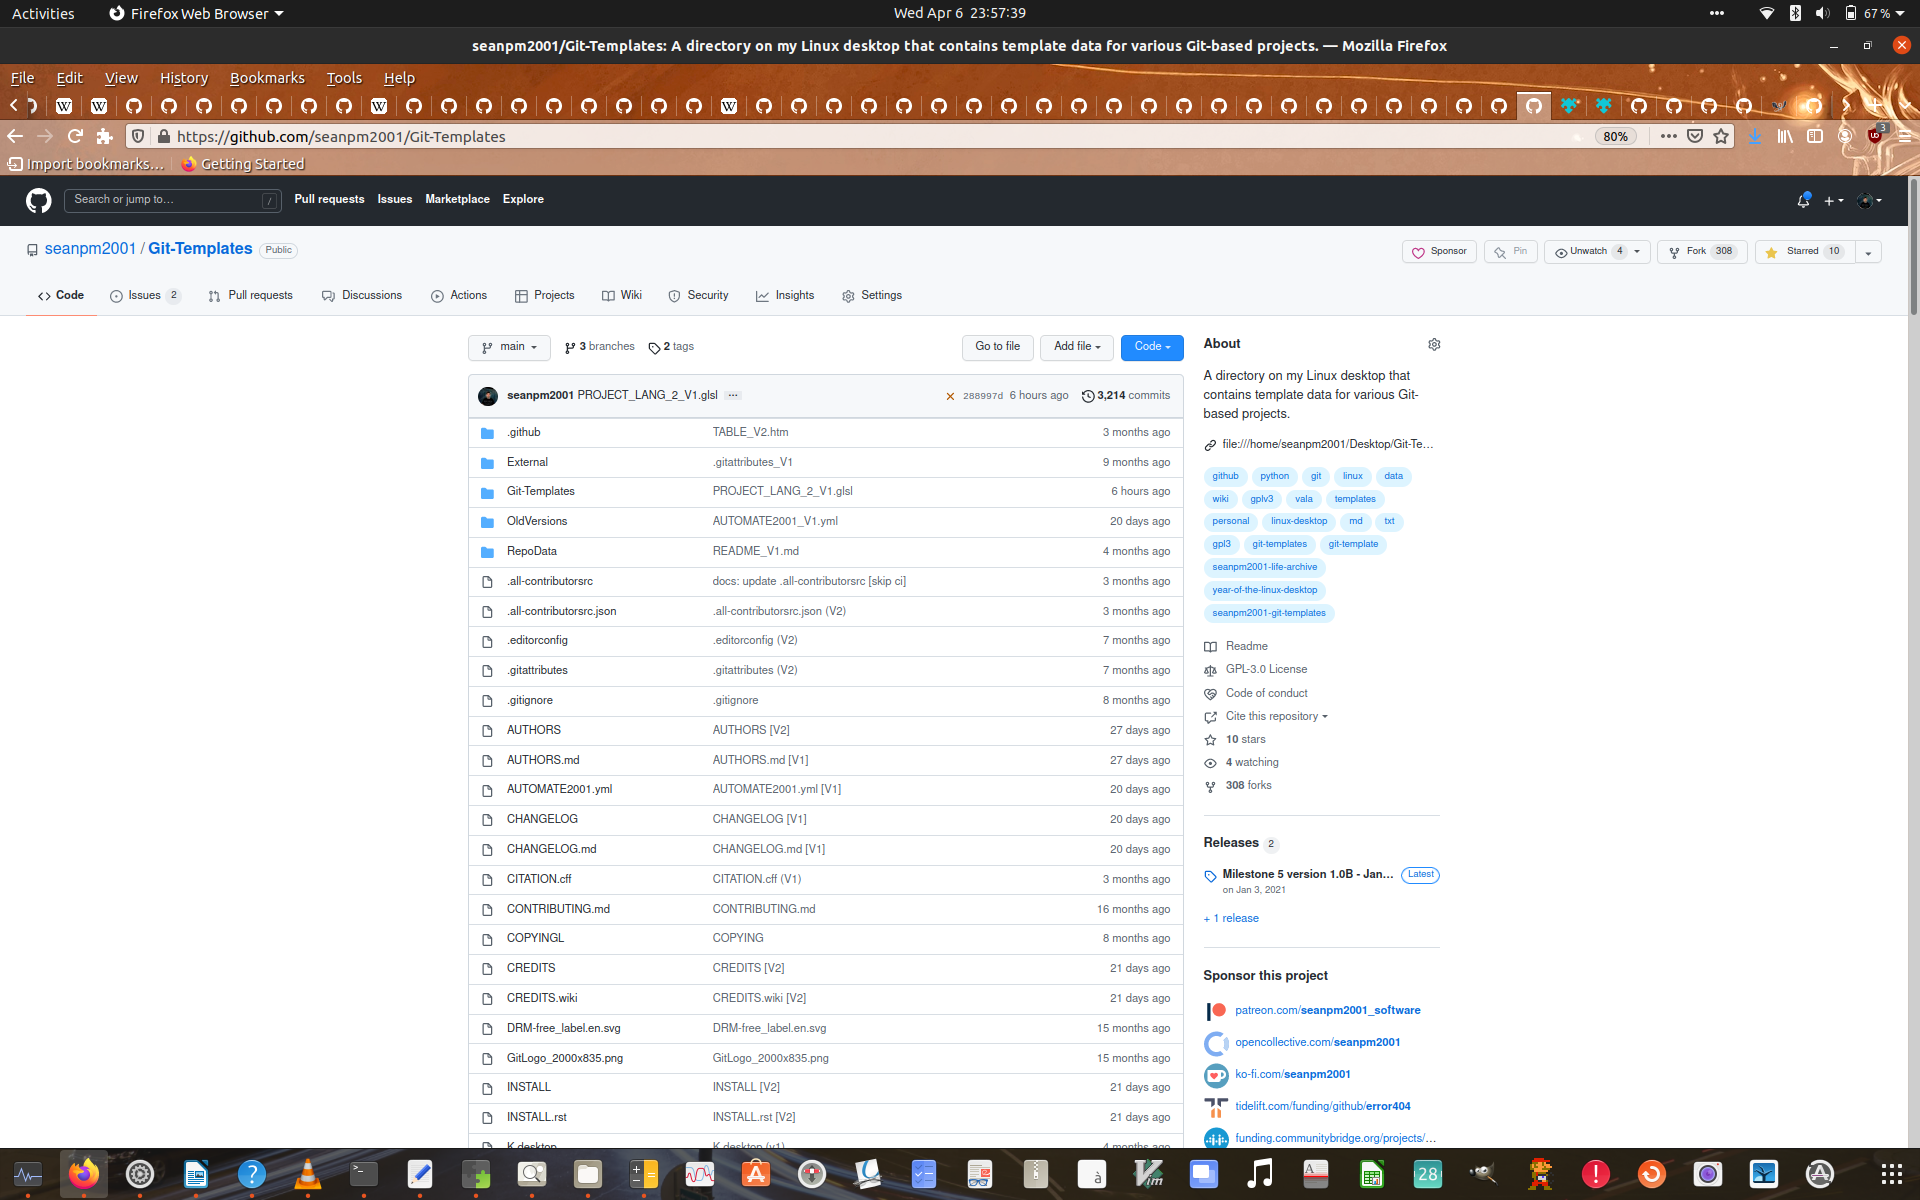 Activities
Firefox Web Browser
Wed Apr 6 23:57:39
67 %
seanpm2001/Git-Templates: A directory on my Linux desktop that contains template data for various Git-based projects. — Mozilla Firefox
File Edit View History Bookmarks Tools Help
https://github.com/seanpm2001/Git-Templates
80%
3
Import bookmarks…
Getting Started
Search or jump to…
/
Pull requests Issues Marketplace Explore
seanpm2001 / Git-Templates
Public
Sponsor
Pin
Unwatch 4
Fork 308
Starred 10
Code
Issues 2
Pull requests
Discussions
Actions
Projects
Wiki
Security
Insights
Settings
main
3 branches
2 tags
Go to file
Add file
Code
seanpm2001 PROJECT_LANG_2_V1.glsl ...
288997d 6 hours ago
3,214 commits
.github TABLE_V2.htm 3 months ago
External .gitattributes_V1 9 months ago
Git-Templates PROJECT_LANG_2_V1.glsl 6 hours ago
OldVersions AUTOMATE2001_V1.yml 20 days ago
RepoData README_V1.md 4 months ago
.all-contributorsrc docs: update .all-contributorsrc [skip ci] 3 months ago
.all-contributorsrc.json .all-contributorsrc.json (V2) 3 months ago
.editorconfig .editorconfig (V2) 7 months ago
.gitattributes .gitattributes (V2) 7 months ago
.gitignore .gitignore 8 months ago
AUTHORS AUTHORS [V2] 27 days ago
AUTHORS.md AUTHORS.md [V1] 27 days ago
AUTOMATE2001.yml AUTOMATE2001.yml [V1] 20 days ago
CHANGELOG CHANGELOG [V1] 20 days ago
CHANGELOG.md CHANGELOG.md [V1] 20 days ago
CITATION.cff CITATION.cff (V1) 3 months ago
CONTRIBUTING.md CONTRIBUTING.md 16 months ago
COPYINGL COPYING 8 months ago
CREDITS CREDITS [V2] 21 days ago
CREDITS.wiki CREDITS.wiki [V2] 21 days ago
DRM-free_label.en.svg DRM-free_label.en.svg 15 months ago
GitLogo_2000x835.png GitLogo_2000x835.png 15 months ago
INSTALL INSTALL [V2] 21 days ago
INSTALL.rst INSTALL.rst [V2] 21 days ago
K.desktop K.desktop (v1) 4 months ago
About
A directory on my Linux desktop that
contains template data for various Git-
based projects.
file:///home/seanpm2001/Desktop/Git-Te…
github python git linux data
wiki gplv3 vala templates
personal linux-desktop md txt
gpl3 git-templates git-template
seanpm2001-life-archive
year-of-the-linux-desktop
seanpm2001-git-templates
Readme
GPL-3.0 License
Code of conduct
Cite this repository
10 stars
4 watching
308 forks
Releases 2
Milestone 5 version 1.0B - Jan… Latest
on Jan 3, 2021
+ 1 release
Sponsor this project
patreon.com/seanpm2001_software
opencollective.com/seanpm2001
ko-fi.com/seanpm2001
tidelift.com/funding/github/error404
funding.communitybridge.org/projects/…
28